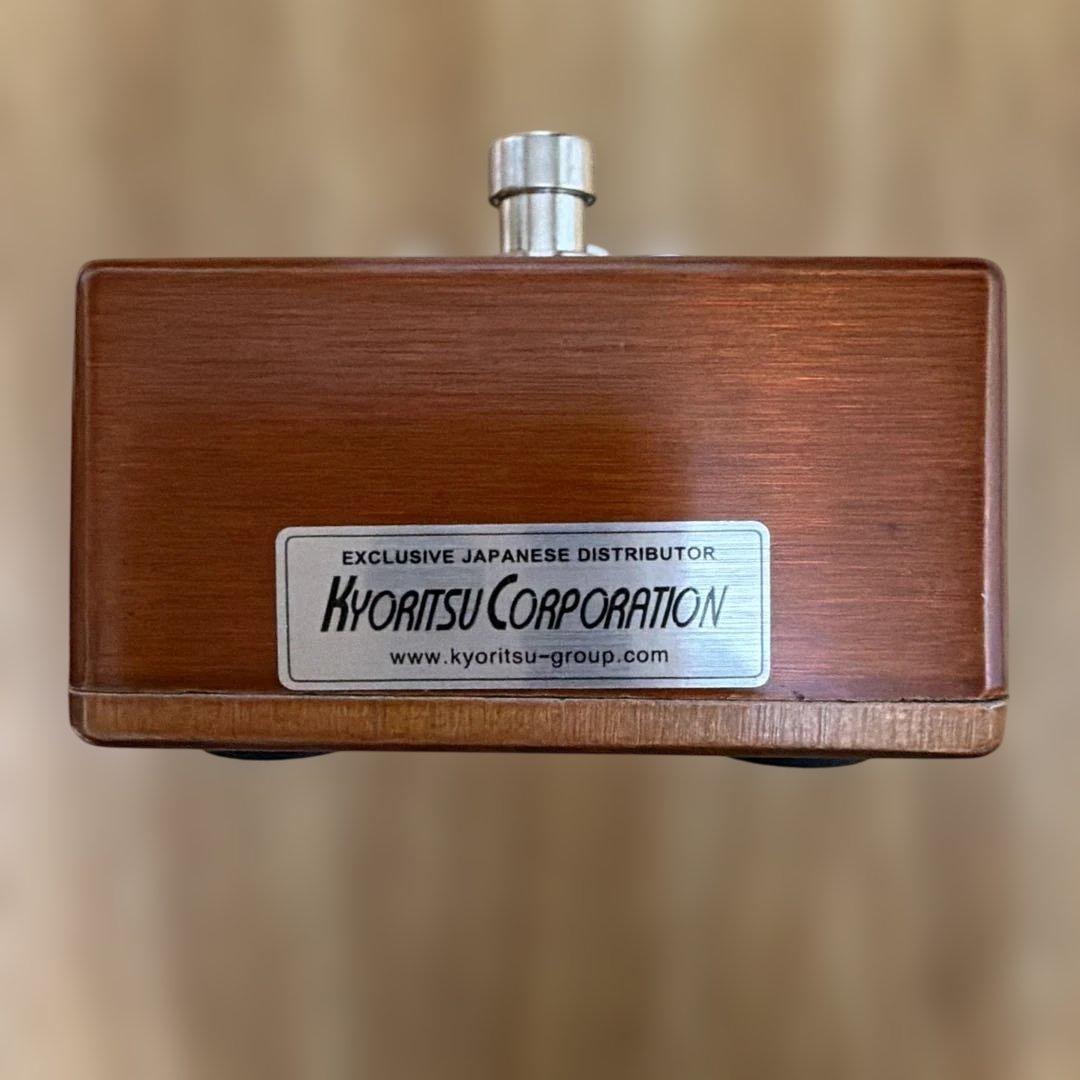 EXCLUSIVE JAPANESE DISTRIBUTOR
KYORITSU CORPORATION
www.kyoritsu-group.com